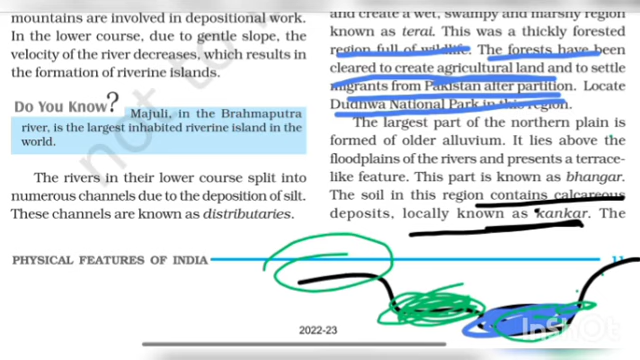 mountains are involved in depositional work.
In the lower course, due to gentle slope, the
velocity of the river decreases, which results in
the formation of riverine islands.
Do You Know? Majuli, in the Brahmaputra
river, is the largest inhabited riverine island in the
world.
The rivers in their lower course split into
numerous channels due to the deposition of silt.
These channels are known as distributaries.
and create a wet, swampy and marshy region
known as terai. This was a thickly forested
region full of wildlife. The forests have been
cleared to create agricultural land and to settle
migrants from Pakistan after partition. Locate
Dudhwa National Park in this region.
The largest part of the northern plain is
formed of older alluvium. It lies above the
floodplains of the rivers and presents a terrace-
like feature. This part is known as bhangar.
The soil in this region contains calcareous
deposits, locally known as kankar. The
PHYSICAL FEATURES OF INDIA
11
2022-23
InShOt
not to